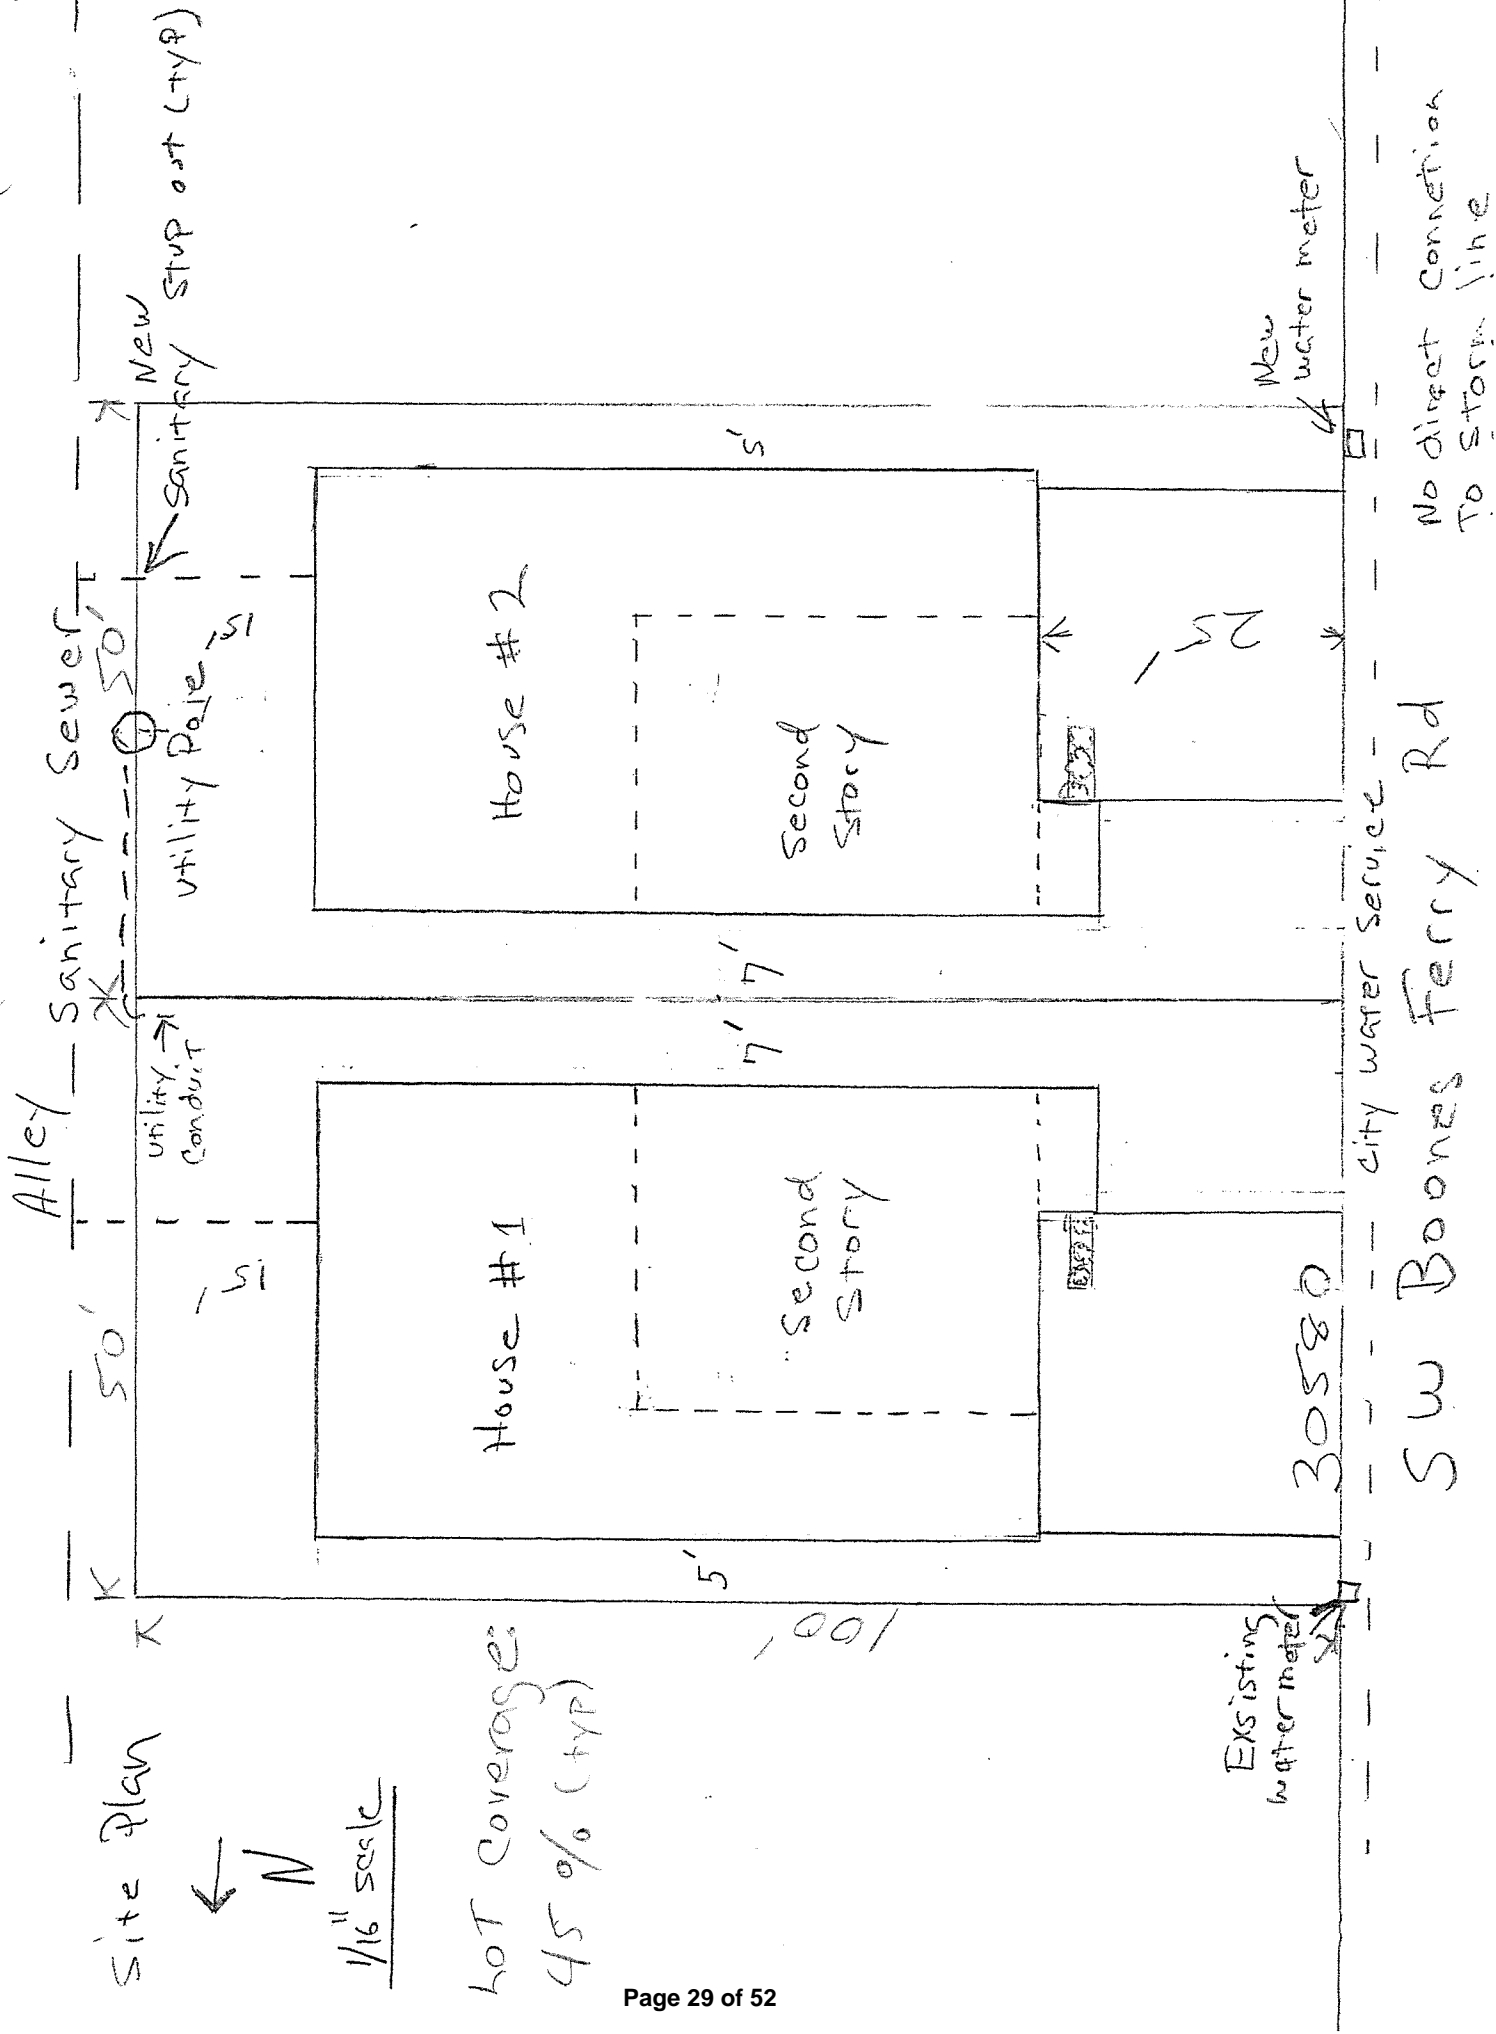 Site Plan
N
1/16" scale
LoT Coverage:
45 % (typ)
Alley
Sanitary Sewer
50'
50'
New
Sanitary Stup out (typ)
Utility Pole
Utility
Conduit
15'
15'
House #1
House #2
Second
Story
Second
Story
5'
7'
7'
5'
100'
25'
Exsisting
water meter
New
water meter
30580
City water Service
SW Boones Ferry Rd
No direct Connetion
To Storm line
Page 29 of 52